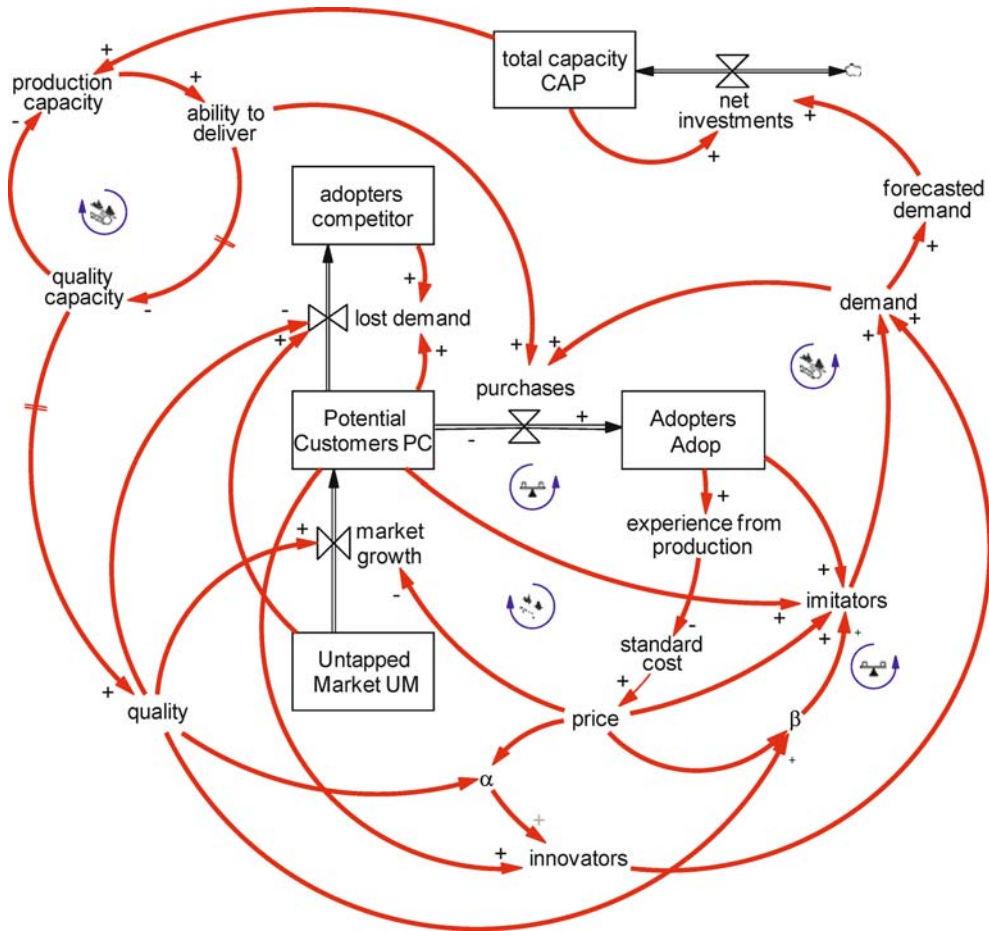 +
total capacity
CAP
production
capacity
+
-
ability to
deliver
net
investments
+
+
adopters
competitor
forecasted
demand
+
+
quality
capacity
-
-
+
lost demand
demand
+
+
+
+
purchases
+
Potential
Customers PC
-
+
Adopters
Adop
+
experience from
production
+
market
growth
-
+
imitators
+
+
+
-
standard
cost
+
Untapped
Market UM
+
quality
price
β
+
α
+
+
innovators